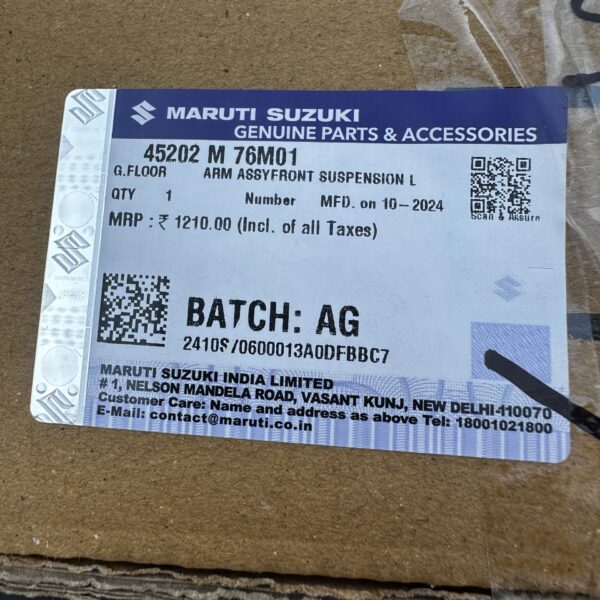 MARUTI SUZUKI
GENUINE PARTS & ACCESSORIES
45202 M 76M01
G.FLOOR ARM ASSYFRONT SUSPENSION L
QTY 1 Number MFD. on 10-2024
MRP : ₹ 1210.00 (Incl. of all Taxes)
Scan & Assure
BATCH: AG
2410S/0600013A0DFBBC7
MARUTI SUZUKI INDIA LIMITED
# 1, NELSON MANDELA ROAD, VASANT KUNJ, NEW DELHI-110070
Customer Care: Name and address as above Tel: 18001021800
E-Mail: contact@maruti.co.in